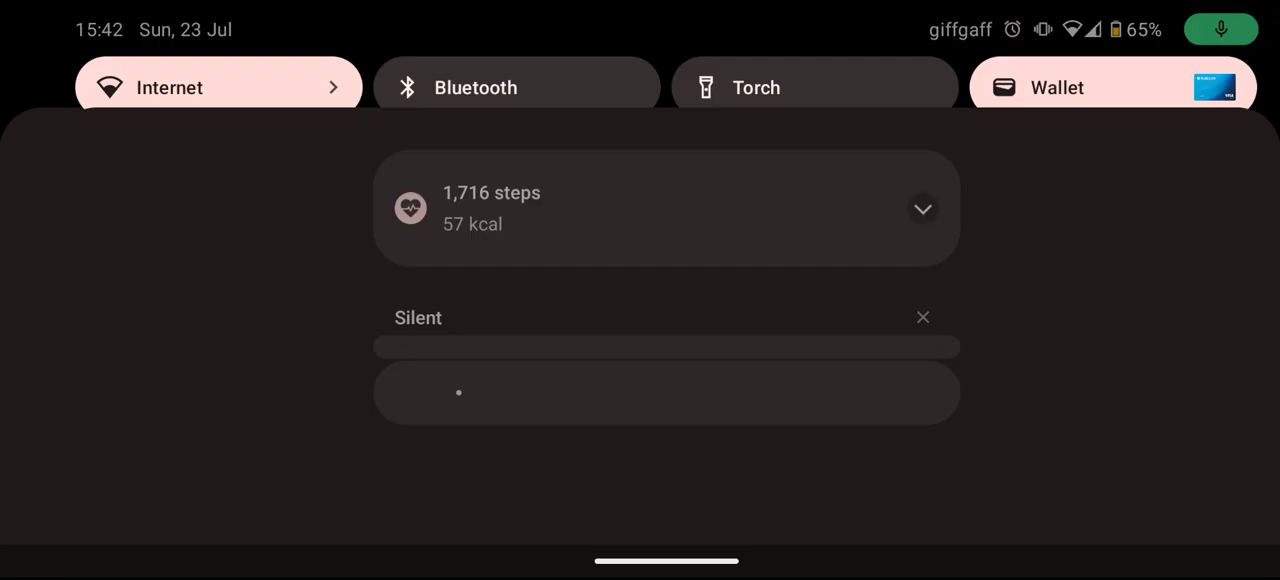 15:42 Sun, 23 Jul
giffgaff 65%
Internet
Bluetooth
Torch
Wallet
1,716 steps
57 kcal
Silent